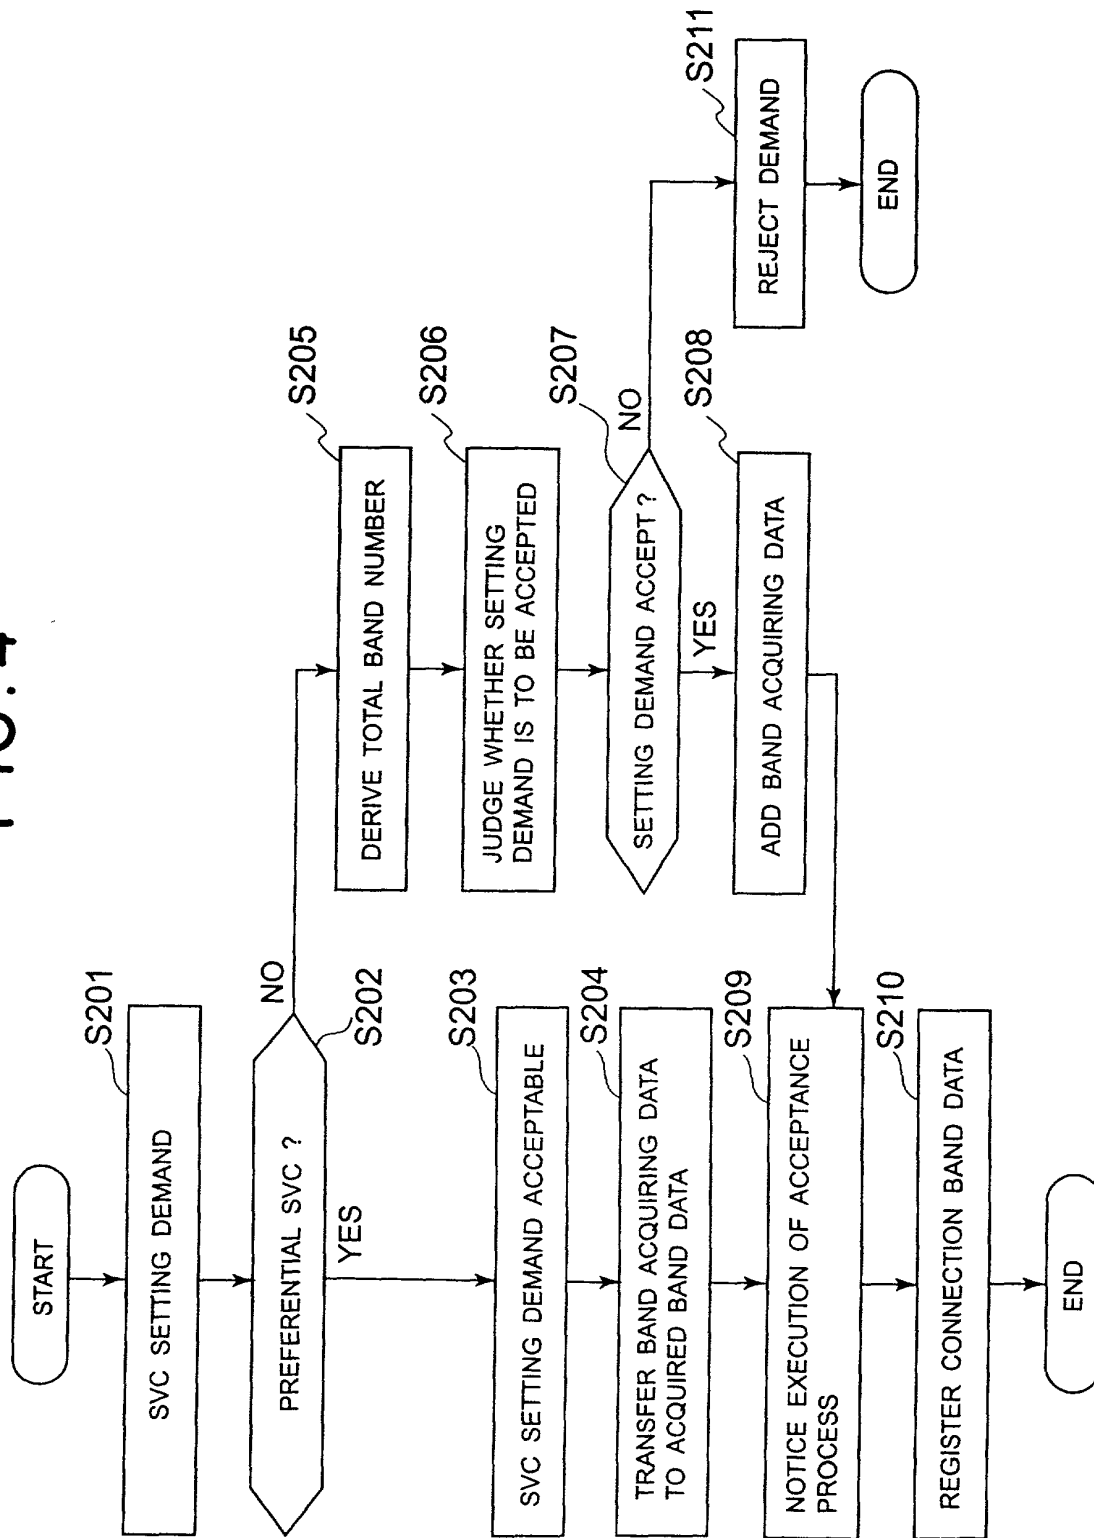 FIG. 4
START
SVC SETTING DEMAND
S201
PREFERENTIAL SVC ?
S202
NO
YES
SVC SETTING DEMAND ACCEPTABLE
S203
TRANSFER BAND ACQUIRING DATA
TO ACQUIRED BAND DATA
S204
DERIVE TOTAL BAND NUMBER
S205
JUDGE WHETHER SETTING
DEMAND IS TO BE ACCEPTED
S206
SETTING DEMAND ACCEPT ?
S207
NO
YES
ADD BAND ACQUIRING DATA
S208
NOTICE EXECUTION OF ACCEPTANCE
PROCESS
S209
REGISTER CONNECTION BAND DATA
S210
END
REJECT DEMAND
S211
END